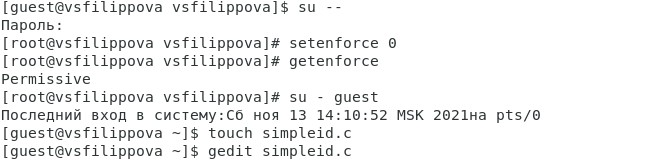 [guest@vsfilippova vsfilippova]$ su --
Пароль:
[root@vsfilippova vsfilippova]# setenforce 0
[root@vsfilippova vsfilippova]# getenforce
Permissive
[root@vsfilippova vsfilippova]# su - guest
Последний вход в систему:Сб ноя 13 14:10:52 MSK 2021на pts/0
[guest@vsfilippova ~]$ touch simpleid.c
[guest@vsfilippova ~]$ gedit simpleid.c